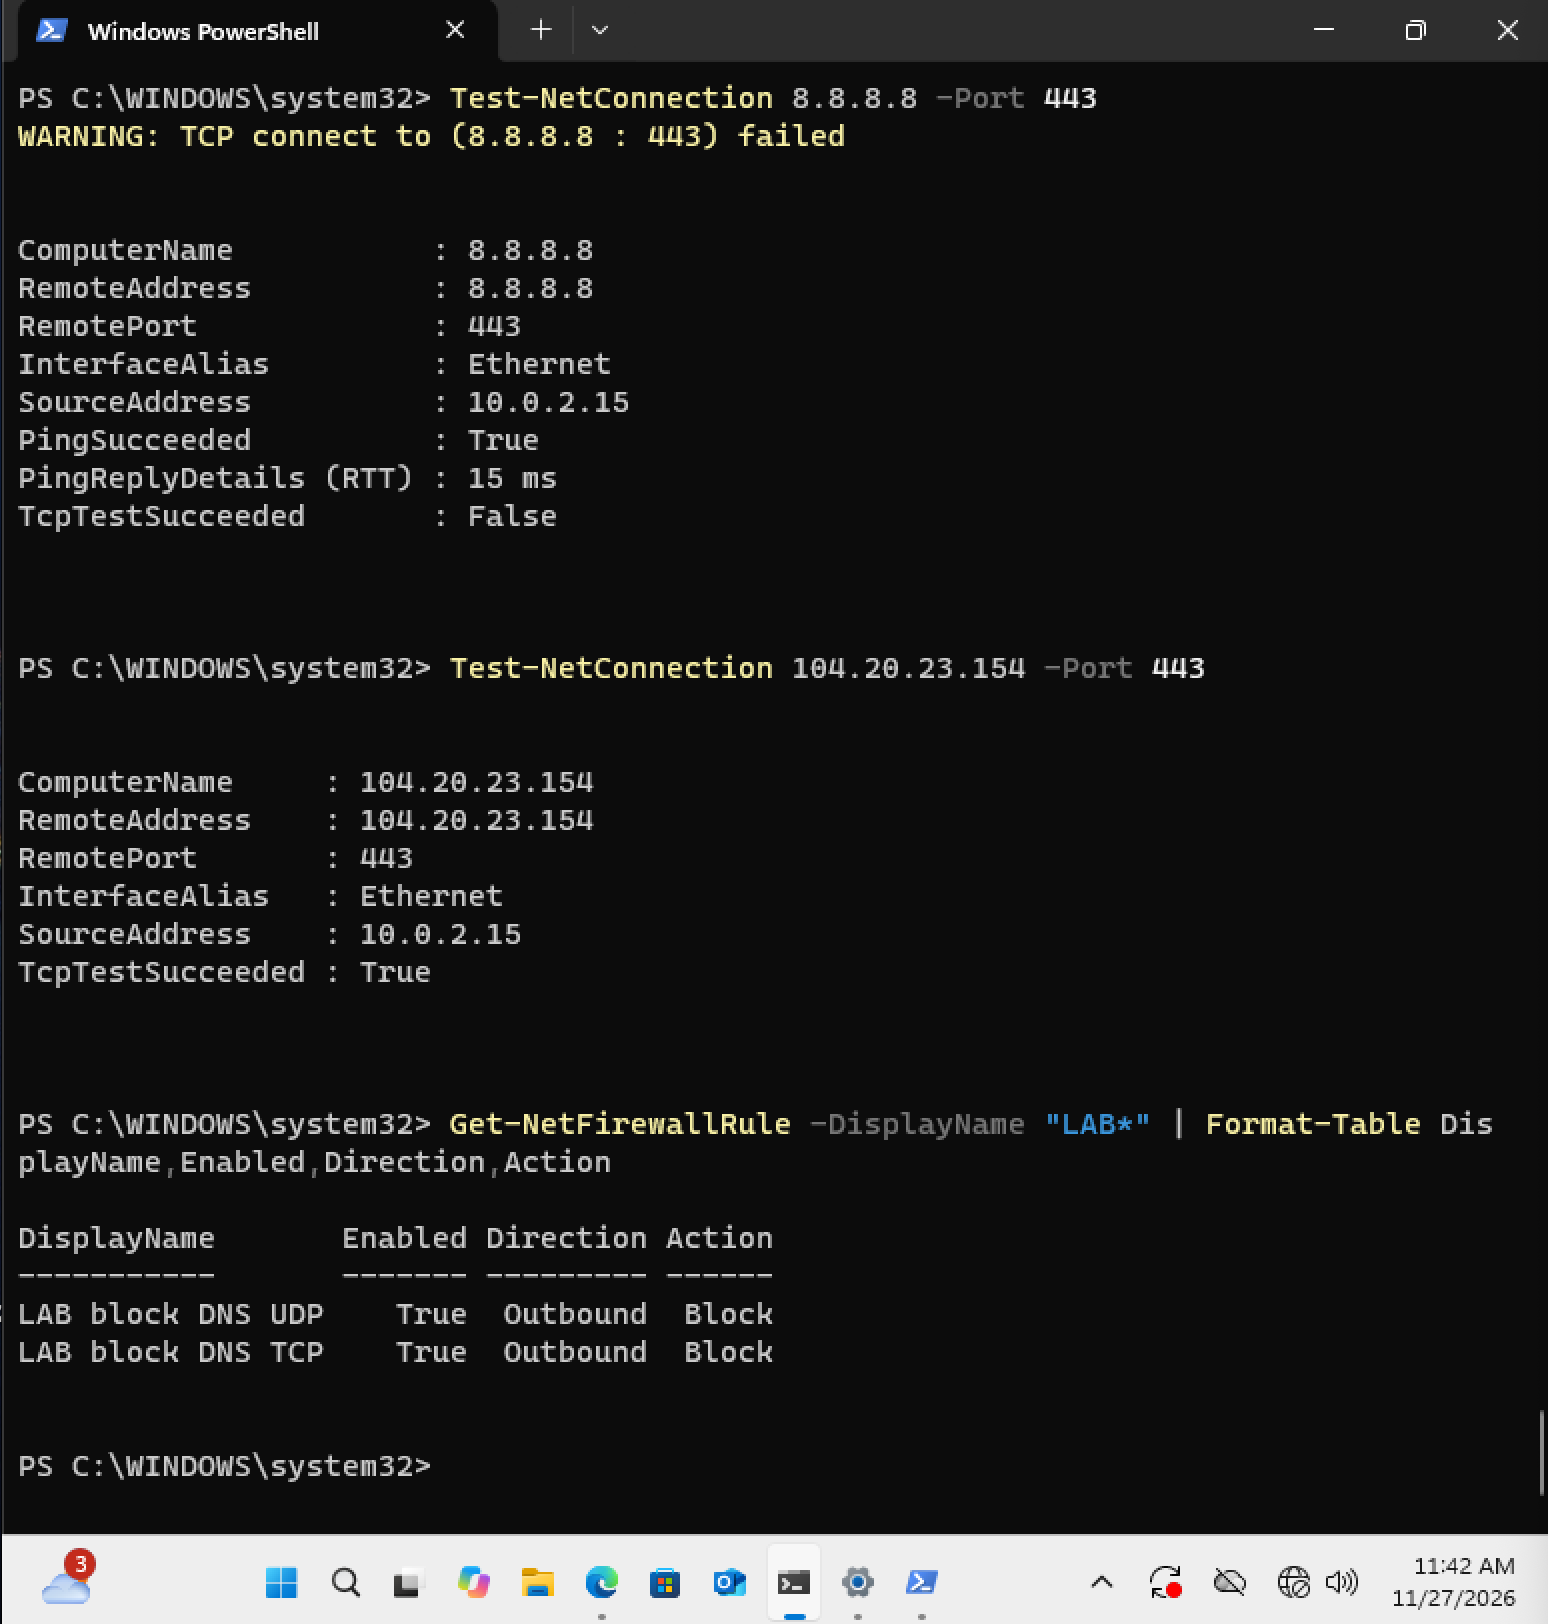 Windows PowerShell
PS C:\WINDOWS\system32> Test-NetConnection 8.8.8.8 -Port 443
WARNING: TCP connect to (8.8.8.8 : 443) failed
ComputerName : 8.8.8.8
RemoteAddress : 8.8.8.8
RemotePort : 443
InterfaceAlias : Ethernet
SourceAddress : 10.0.2.15
PingSucceeded : True
PingReplyDetails (RTT) : 15 ms
TcpTestSucceeded : False
PS C:\WINDOWS\system32> Test-NetConnection 104.20.23.154 -Port 443
ComputerName : 104.20.23.154
RemoteAddress : 104.20.23.154
RemotePort : 443
InterfaceAlias : Ethernet
SourceAddress : 10.0.2.15
TcpTestSucceeded : True
PS C:\WINDOWS\system32> Get-NetFirewallRule -DisplayName "LAB*" | Format-Table Dis
playName,Enabled,Direction,Action
DisplayName Enabled Direction Action
----------- ------- --------- ------
LAB block DNS UDP True Outbound Block
LAB block DNS TCP True Outbound Block
PS C:\WINDOWS\system32>
3
11:42 AM
11/27/2026